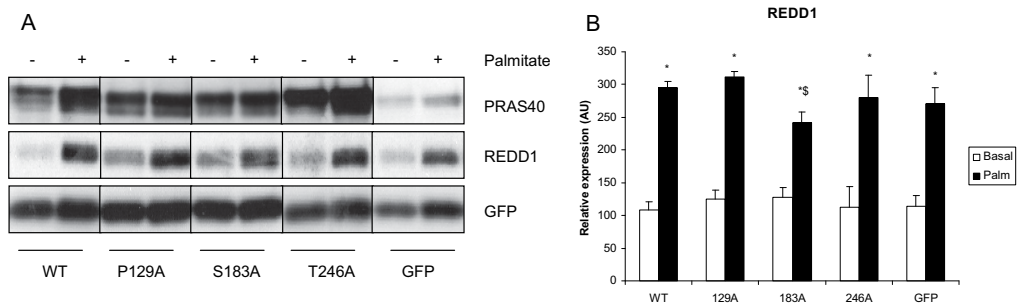 A
- + - + - + - + - + Palmitate
PRAS40
REDD1
GFP
WT P129A S183A T246A GFP
B
REDD1
Relative expression (AU)
350
300
250
200
150
100
50
0
* * *$ * *
WT 129A 183A 246A GFP
Basal
Palm